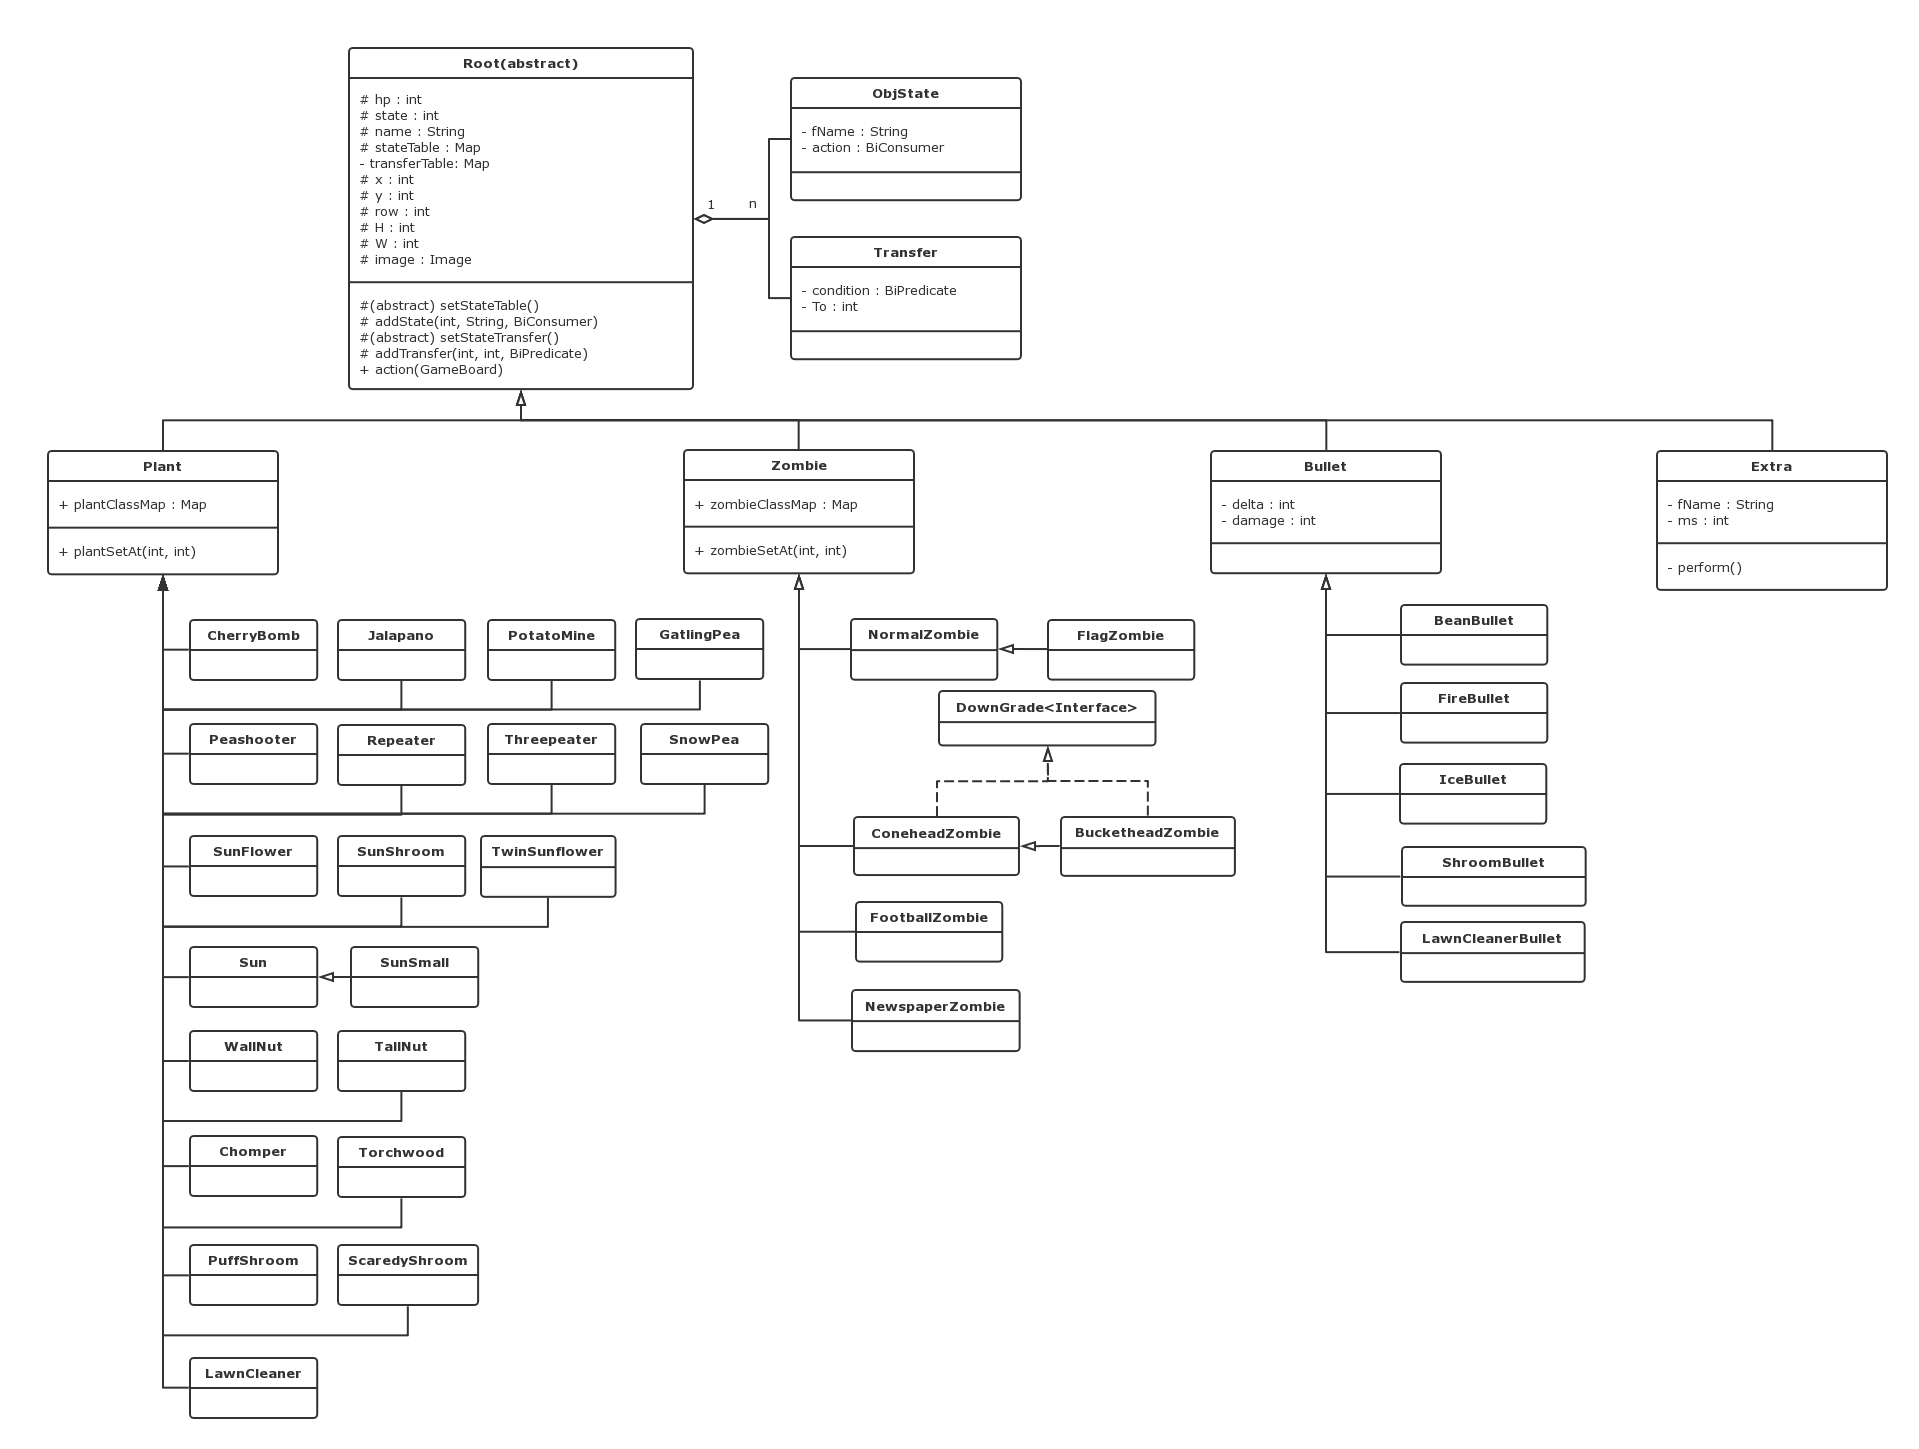 Root(abstract)
# hp : int
# state : int
# name : String
# stateTable : Map
- transferTable: Map
# x : int
# y : int
# row : int
# H : int
# W : int
# image : Image
#(abstract) setStateTable()
# addState(int, String, BiConsumer)
#(abstract) setStateTransfer()
# addTransfer(int, int, BiPredicate)
+ action(GameBoard)
1
n
ObjState
- fName : String
- action : BiConsumer
Transfer
- condition : BiPredicate
- To : int
Plant
+ plantClassMap : Map
+ plantSetAt(int, int)
Zombie
+ zombieClassMap : Map
+ zombieSetAt(int, int)
Bullet
- delta : int
- damage : int
Extra
- fName : String
- ms : int
- perform()
CherryBomb
Jalapano
PotatoMine
GatlingPea
Peashooter
Repeater
Threepeater
SnowPea
SunFlower
SunShroom
TwinSunflower
Sun
SunSmall
WallNut
TallNut
Chomper
Torchwood
PuffShroom
ScaredyShroom
LawnCleaner
NormalZombie
FlagZombie
DownGrade<Interface>
ConeheadZombie
BucketheadZombie
FootballZombie
NewspaperZombie
BeanBullet
FireBullet
IceBullet
ShroomBullet
LawnCleanerBullet